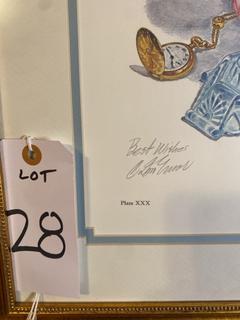 Best Wishes
Plate XXX
LOT
28